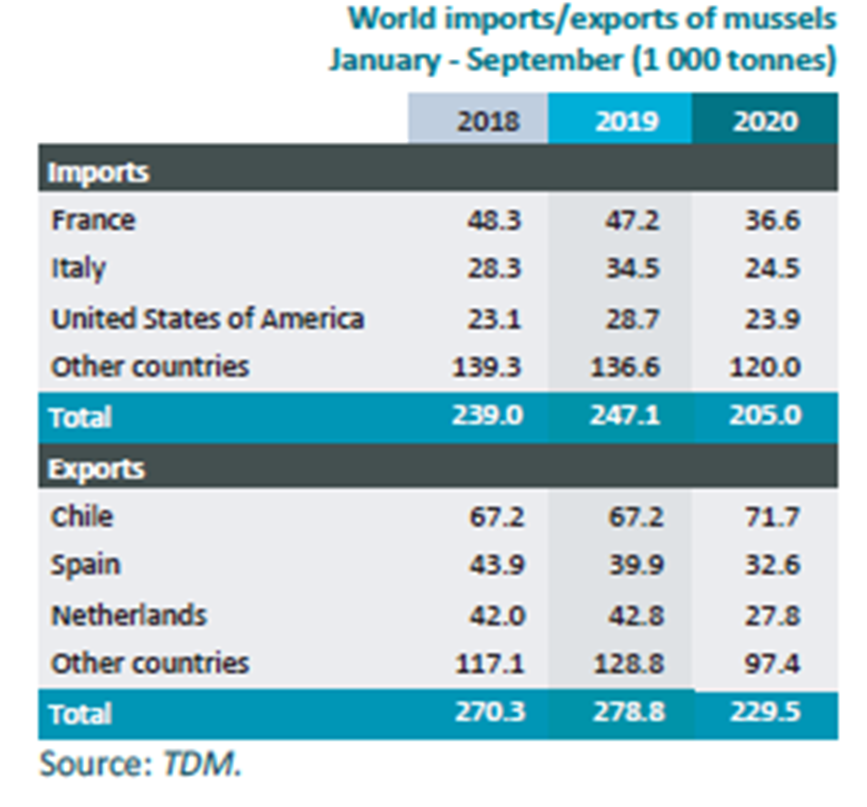 World imports/exports of mussels
January - September (1 000 tonnes)
2018 2019 2020
Imports
France 48.3 47.2 36.6
Italy 28.3 34.5 24.5
United States of America 23.1 28.7 23.9
Other countries 139.3 136.6 120.0
Total 239.0 247.1 205.0
Exports
Chile 67.2 67.2 71.7
Spain 43.9 39.9 32.6
Netherlands 42.0 42.8 27.8
Other countries 117.1 128.8 97.4
Total 270.3 278.8 229.5
Source: TDM.